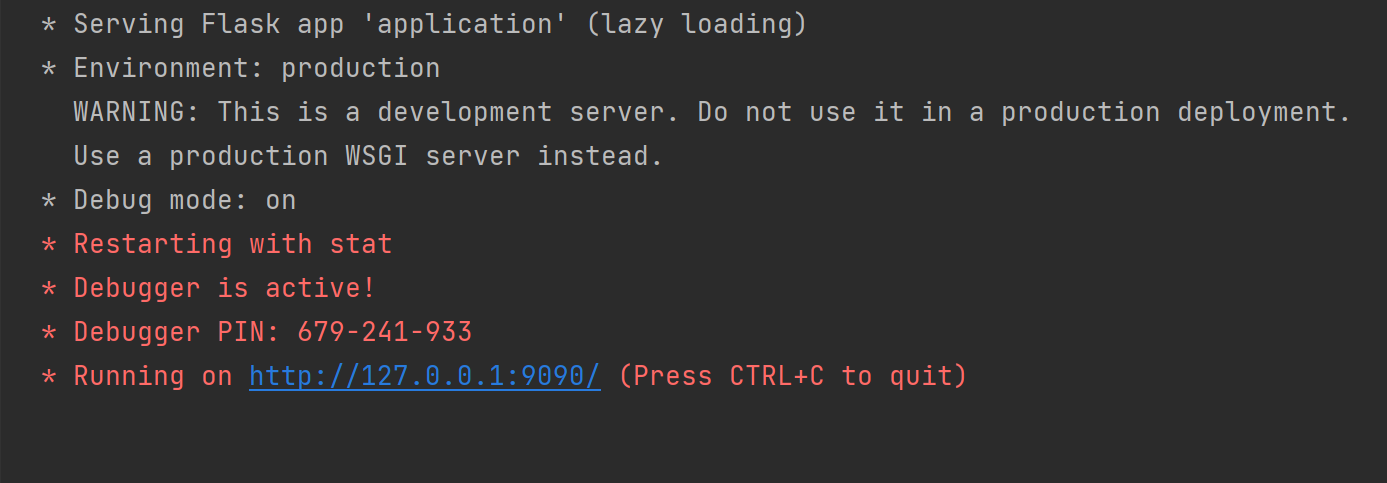 * Serving Flask app 'application' (lazy loading)
* Environment: production
WARNING: This is a development server. Do not use it in a production deployment.
Use a production WSGI server instead.
* Debug mode: on
* Restarting with stat
* Debugger is active!
* Debugger PIN: 679-241-933
* Running on http://127.0.0.1:9090/ (Press CTRL+C to quit)